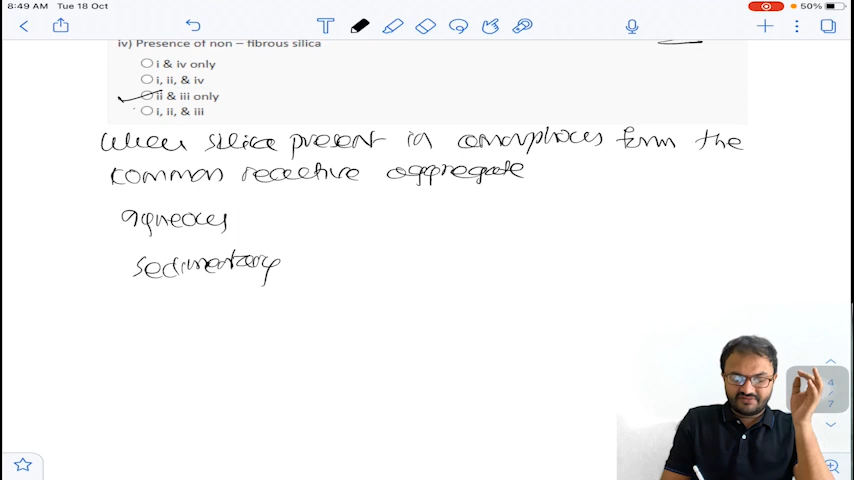 8:49 AM Tue 18 Oct
50%
iv) Presence of non – fibrous silica
i & iv only
i, ii, & iv
ii & iii only
i, ii, & iii
when silica present in amorphous form the
common reactive aggregate
igneous
sedimentary
4
7